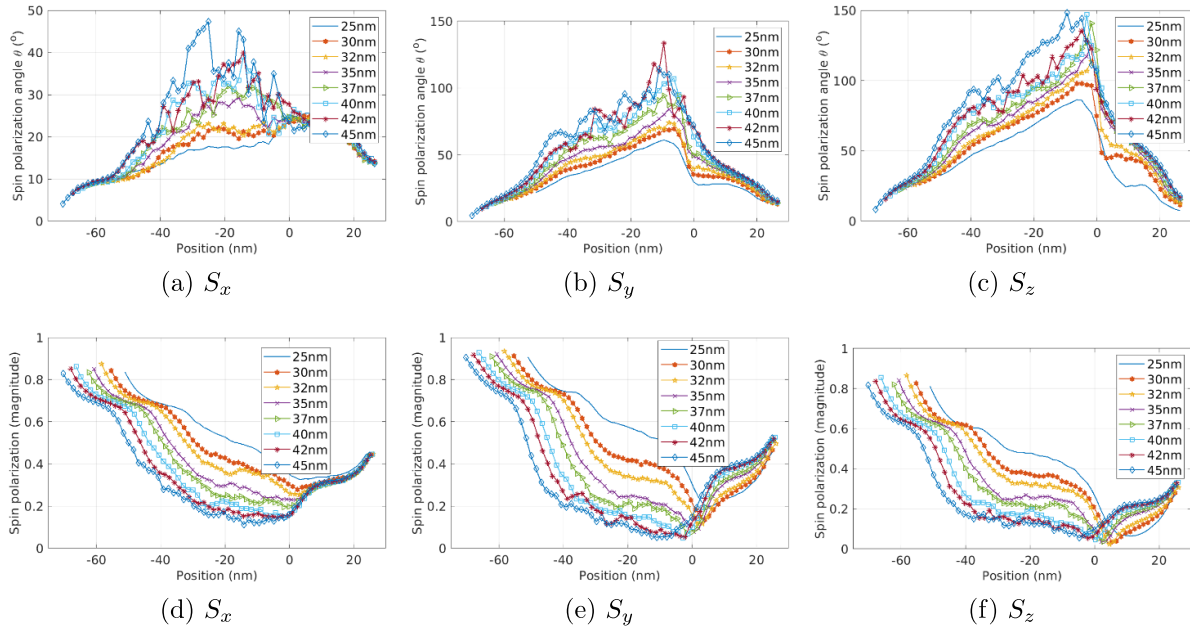 Spin polarization angle θ (°)
50
40
30
20
10
0
-60
-40
-20
0
20
Position (nm)
25nm
30nm
32nm
35nm
37nm
40nm
42nm
45nm
(a) Sx
Spin polarization angle θ (°)
150
100
50
0
-60
-40
-20
0
20
Position (nm)
25nm
30nm
32nm
35nm
37nm
40nm
42nm
45nm
(b) Sy
Spin polarization angle θ (°)
150
100
50
0
-60
-40
-20
0
20
Position (nm)
25nm
30nm
32nm
35nm
37nm
40nm
42nm
45nm
(c) Sz
Spin polarization (magnitude)
1
0.8
0.6
0.4
0.2
0
-60
-40
-20
0
20
Position (nm)
25nm
30nm
32nm
35nm
37nm
40nm
42nm
45nm
(d) Sx
Spin polarization (magnitude)
1
0.8
0.6
0.4
0.2
0
-60
-40
-20
0
20
Position (nm)
25nm
30nm
32nm
35nm
37nm
40nm
42nm
45nm
(e) Sy
Spin polarization (magnitude)
1
0.8
0.6
0.4
0.2
0
-60
-40
-20
0
20
Position (nm)
25nm
30nm
32nm
35nm
37nm
40nm
42nm
45nm
(f) Sz